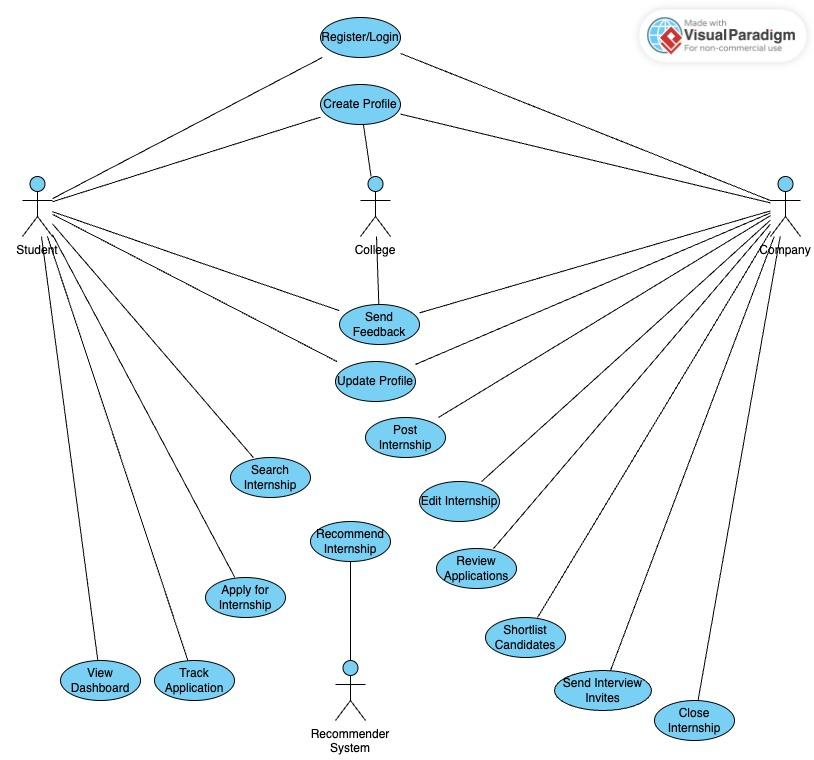 Made with
VisualParadigm
For non-commercial use
Register/Login
Create Profile
Student
College
Company
Send
Feedback
Update Profile
Post
Internship
Search
Internship
Edit Internship
Recommend
Internship
Review
Applications
Apply for
Internship
Shortlist
Candidates
View
Dashboard
Track
Application
Send Interview
Invites
Close
Internship
Recommender
System